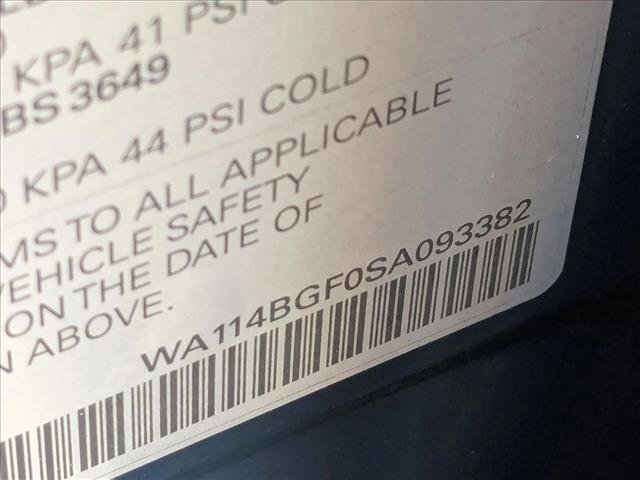 KPA 41 PSI
BS 3649
KPA 44 PSI COLD
MS TO ALL APPLICABLE
VEHICLE SAFETY
ON THE DATE OF
N ABOVE.
WA114BGF0SA093382